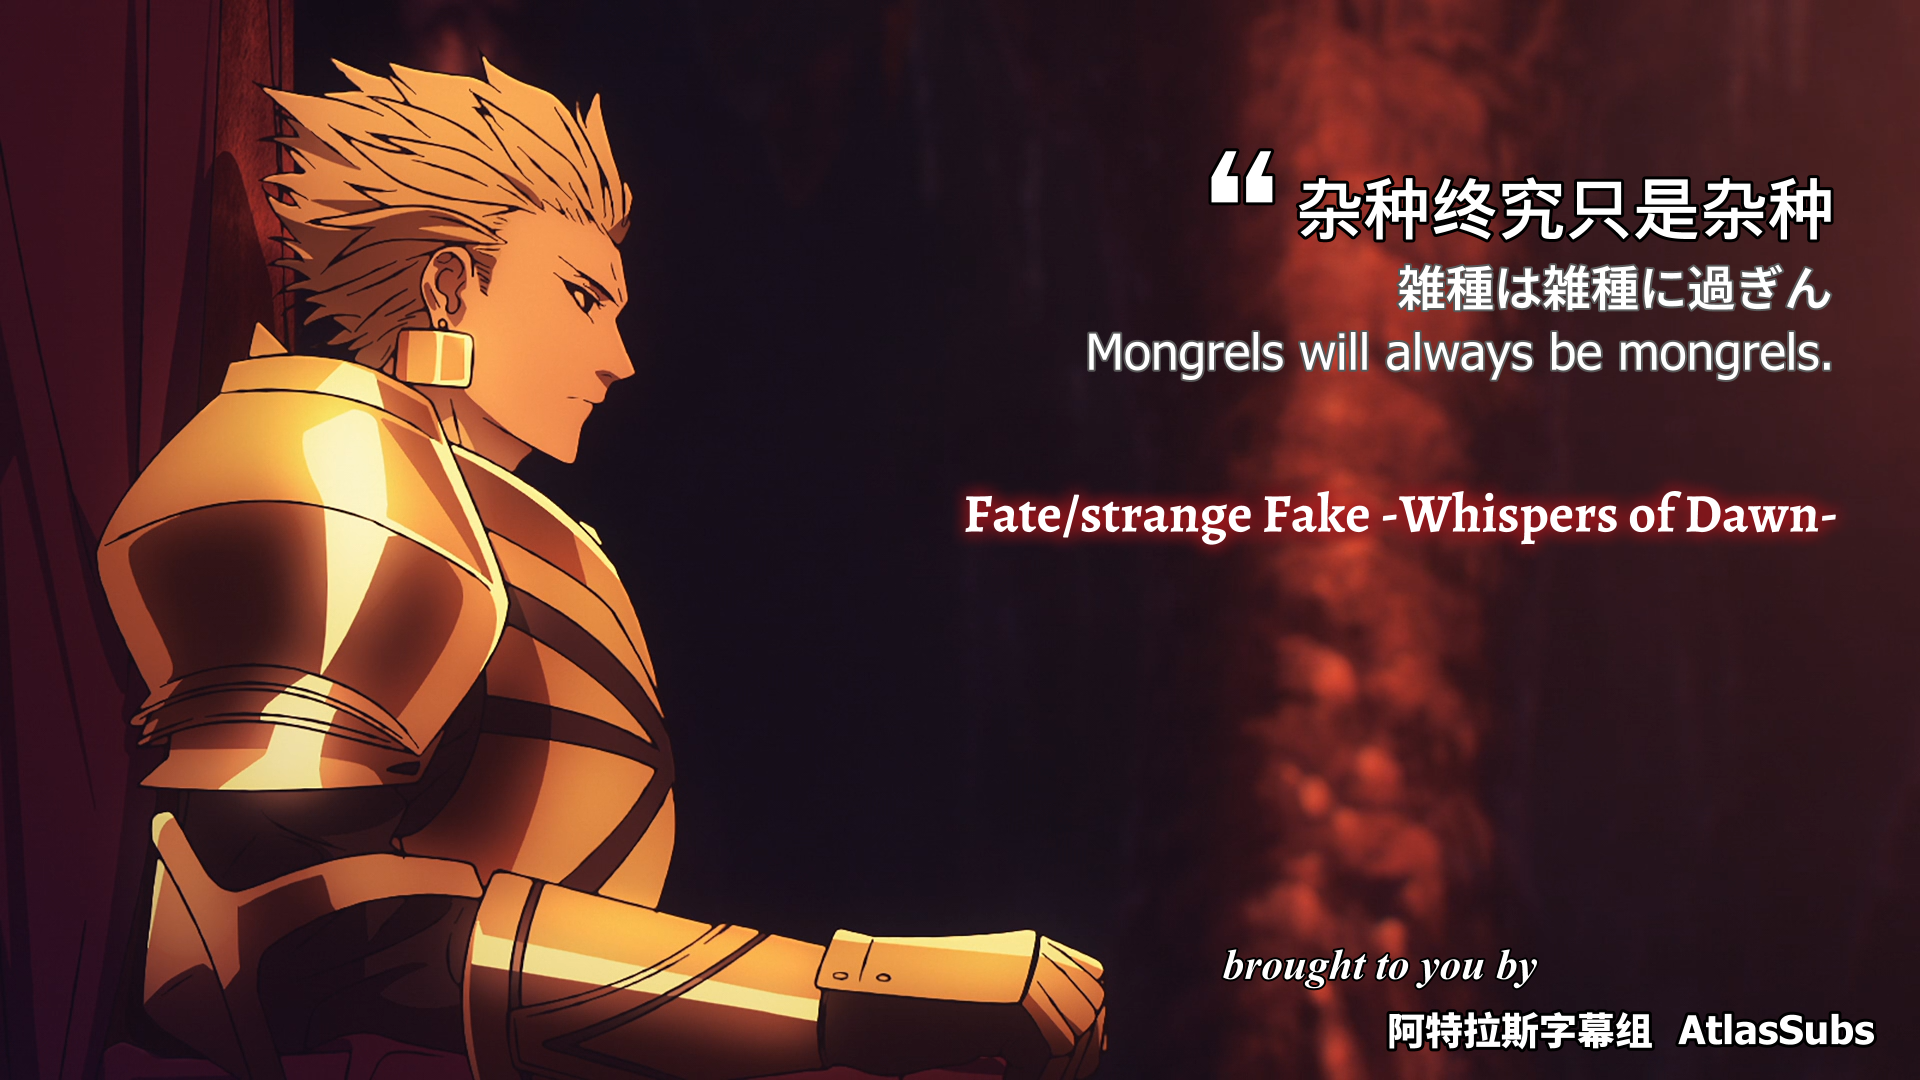 ❝ 杂种终究只是杂种
雑種は雑種に過ぎん
Mongrels will always be mongrels.
Fate/strange Fake -Whispers of Dawn-
brought to you by
阿特拉斯字幕组 AtlasSubs